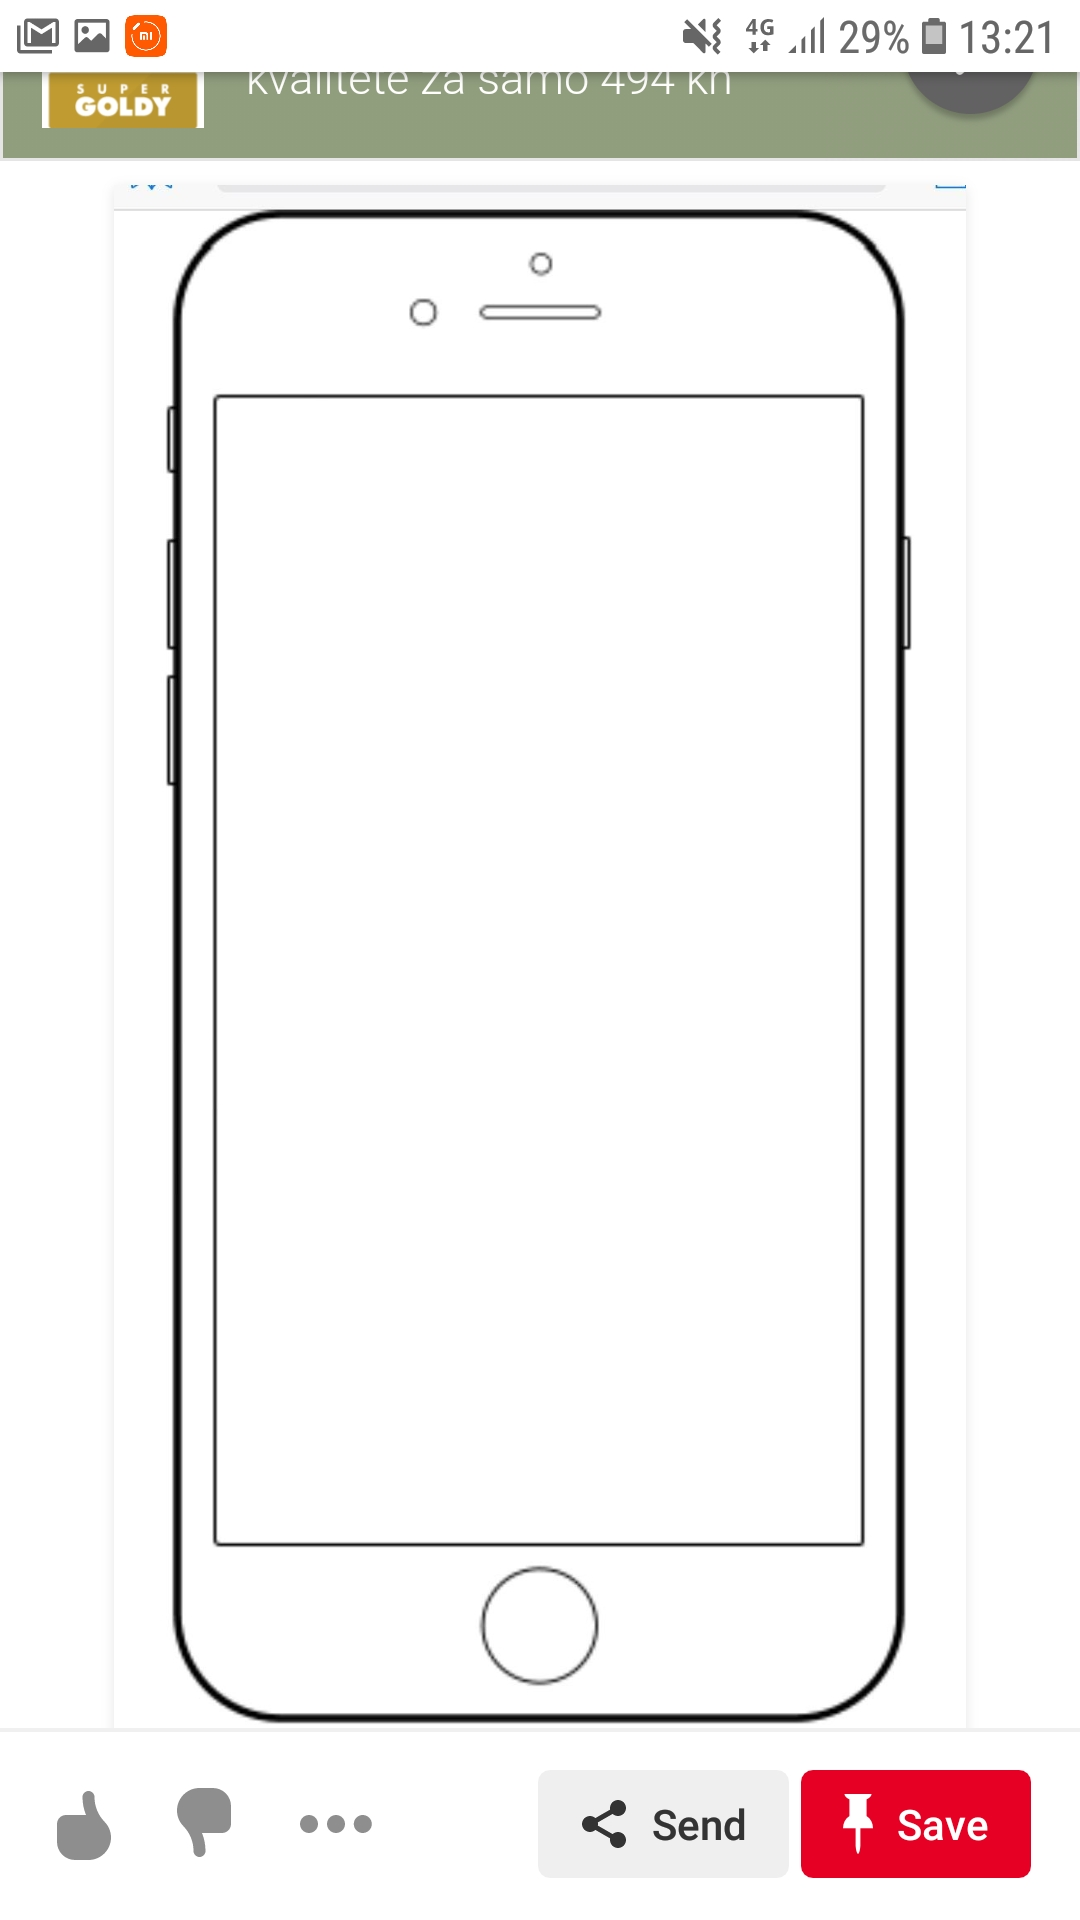 4G 29% 13:21
SUPER
GOLDY
kvalitete za samo 494 kn
Send
Save